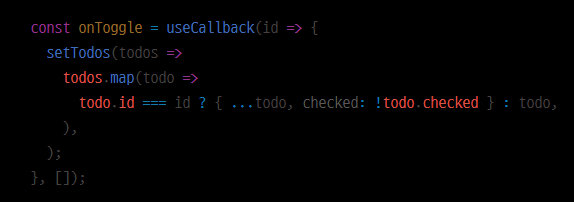 const onToggle = useCallback(id => {
setTodos(todos =>
todos.map(todo =>
todo.id === id ? { ...todo, checked: !todo.checked } : todo,
),
);
}, []);